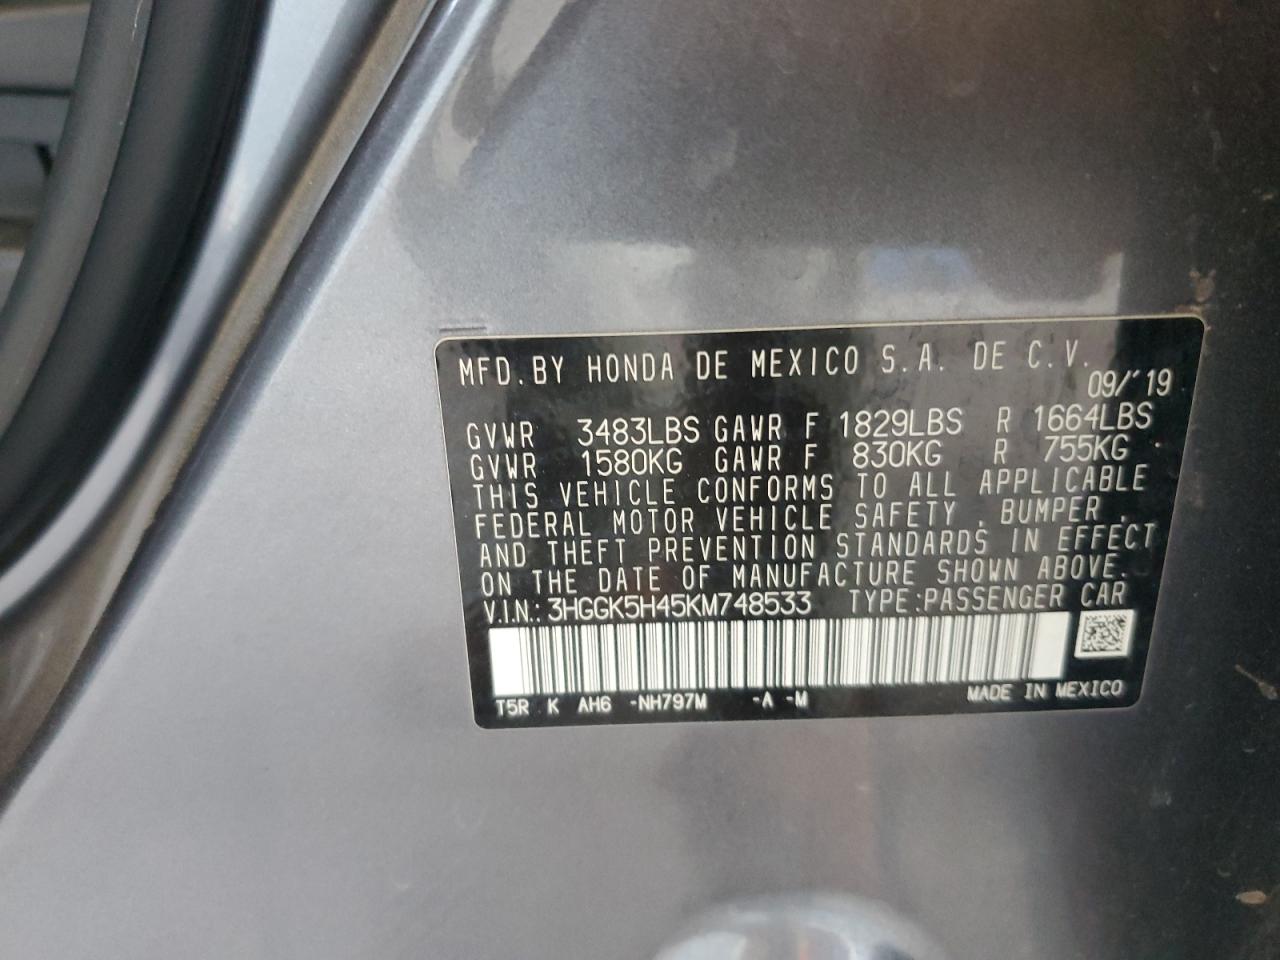 MFD. BY HONDA DE MEXICO S.A. DE C.V.
09/'19
GVWR 3483LBS GAWR F 1829LBS R 1664LBS
GVWR 1580KG GAWR F 830KG R 755KG
THIS VEHICLE CONFORMS TO ALL APPLICABLE
FEDERAL MOTOR VEHICLE SAFETY, BUMPER,
AND THEFT PREVENTION STANDARDS IN EFFECT
ON THE DATE OF MANUFACTURE SHOWN ABOVE.
V.I.N.: 3HGGK5H45KM748533 TYPE:PASSENGER CAR
T5R K AH6 -NH797M -A -M MADE IN MEXICO